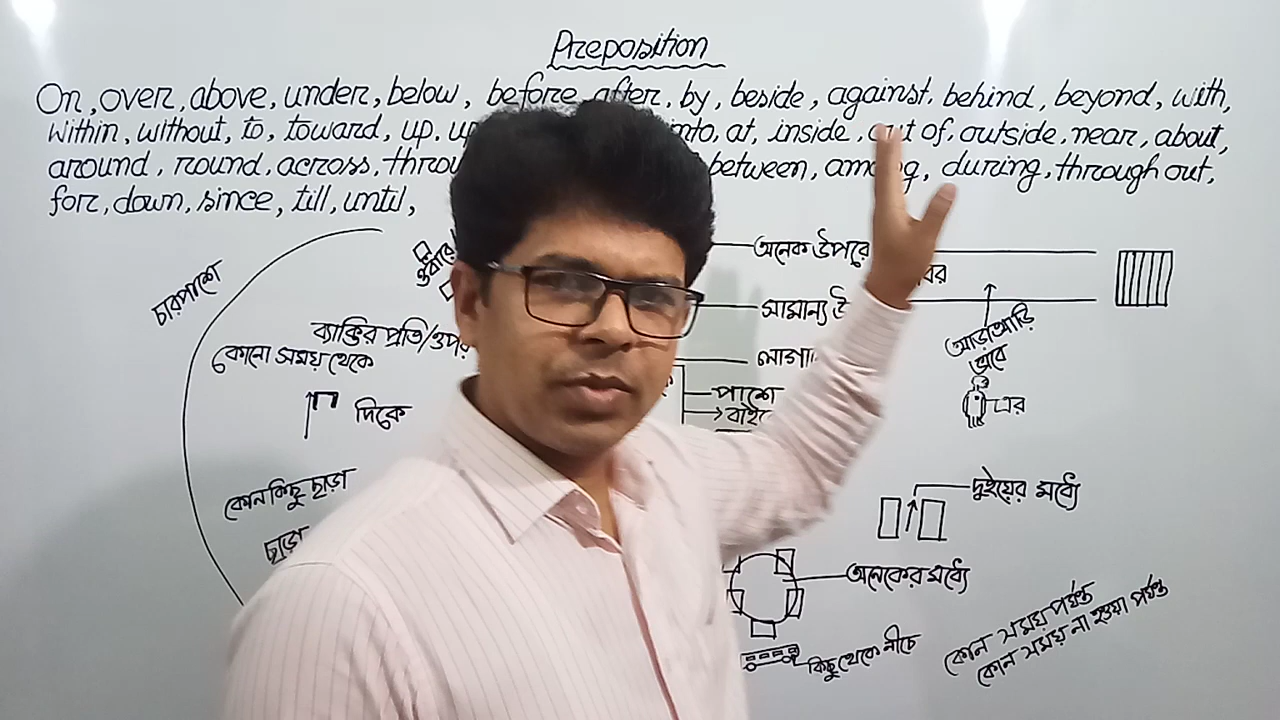 Preposition
On, over, above, under, below, before, after, by, beside, against, behind, beyond, with,
within, without, to, toward, up, into, at, inside, out of, outside, near, about,
around, round, across, between, among, during, through out,
for, down, since, till, until,
চারপাশে
অনেক উপরে
ব্যাক্তির প্রতি/ওপর
কোনো সময় থেকে
সামান্য
আড়াআড়ি
ভাবে
দিকে
পাশে
এর
কোন কিছু ছাড়া
ছাড়া
দুইয়ের মধ্যে
অনেকের মধ্যে
কিছু থেকে নীচে
কোন সময় পর্যন্ত
কোন সময় না হওয়া পর্যন্ত